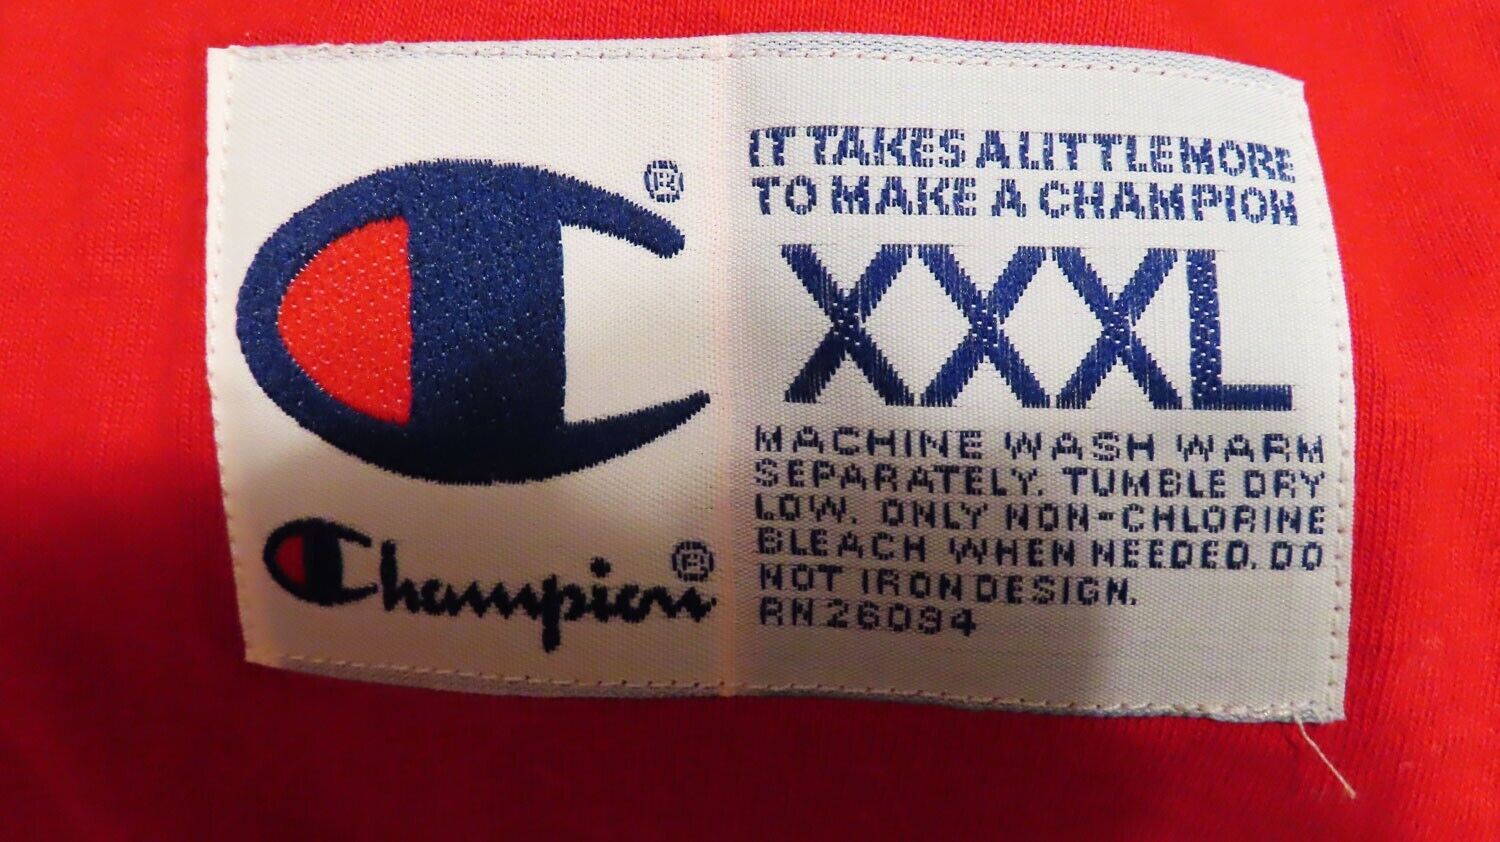 ®
Champion®
IT TAKES A LITTLE MORE
TO MAKE A CHAMPION
XXXL
MACHINE WASH WARM
SEPARATELY. TUMBLE DRY
LOW. ONLY NON-CHLORINE
BLEACH WHEN NEEDED. DO
NOT IRON DESIGN.
RN 26094